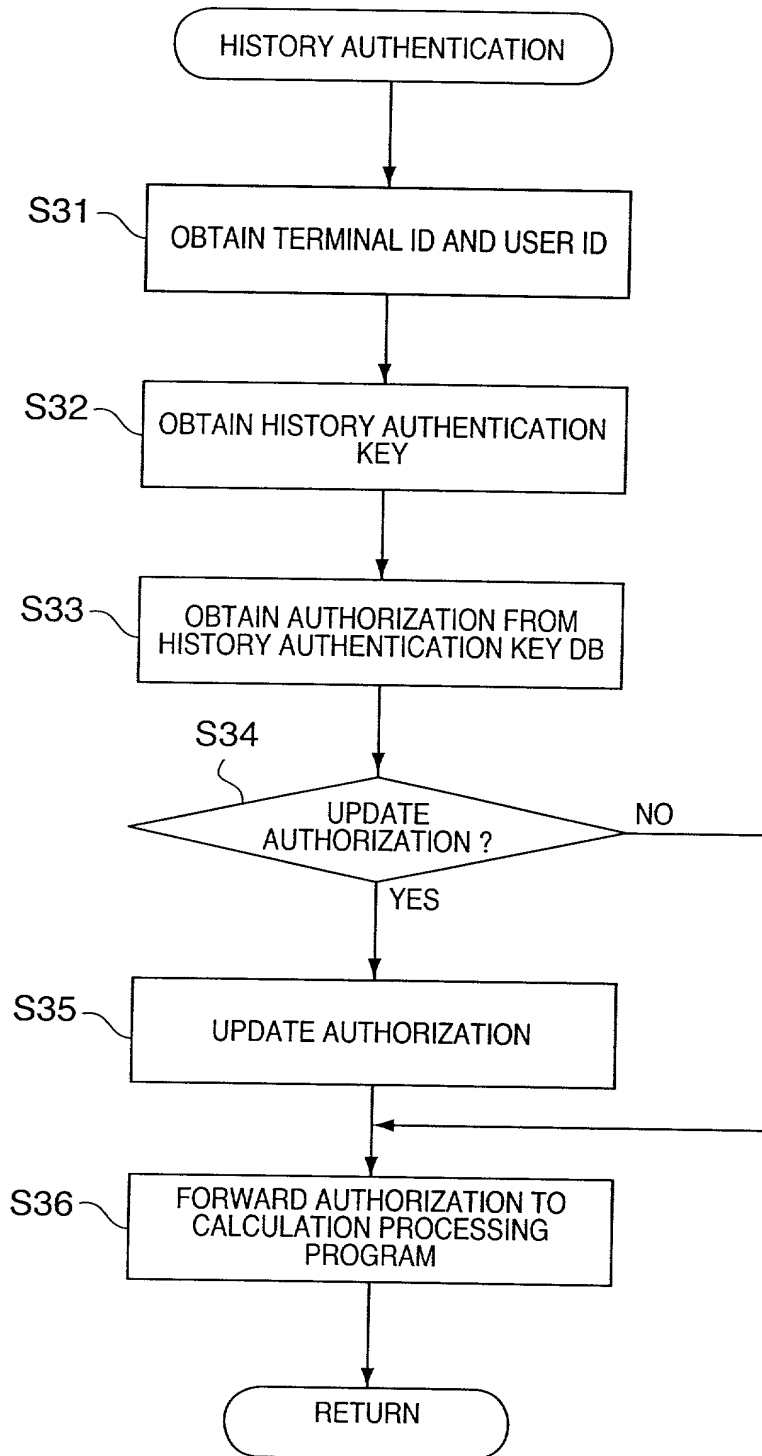 HISTORY AUTHENTICATION
S31
OBTAIN TERMINAL ID AND USER ID
S32
OBTAIN HISTORY AUTHENTICATION
KEY
S33
OBTAIN AUTHORIZATION FROM
HISTORY AUTHENTICATION KEY DB
S34
UPDATE
AUTHORIZATION ?
NO
YES
S35
UPDATE AUTHORIZATION
S36
FORWARD AUTHORIZATION TO
CALCULATION PROCESSING
PROGRAM
RETURN